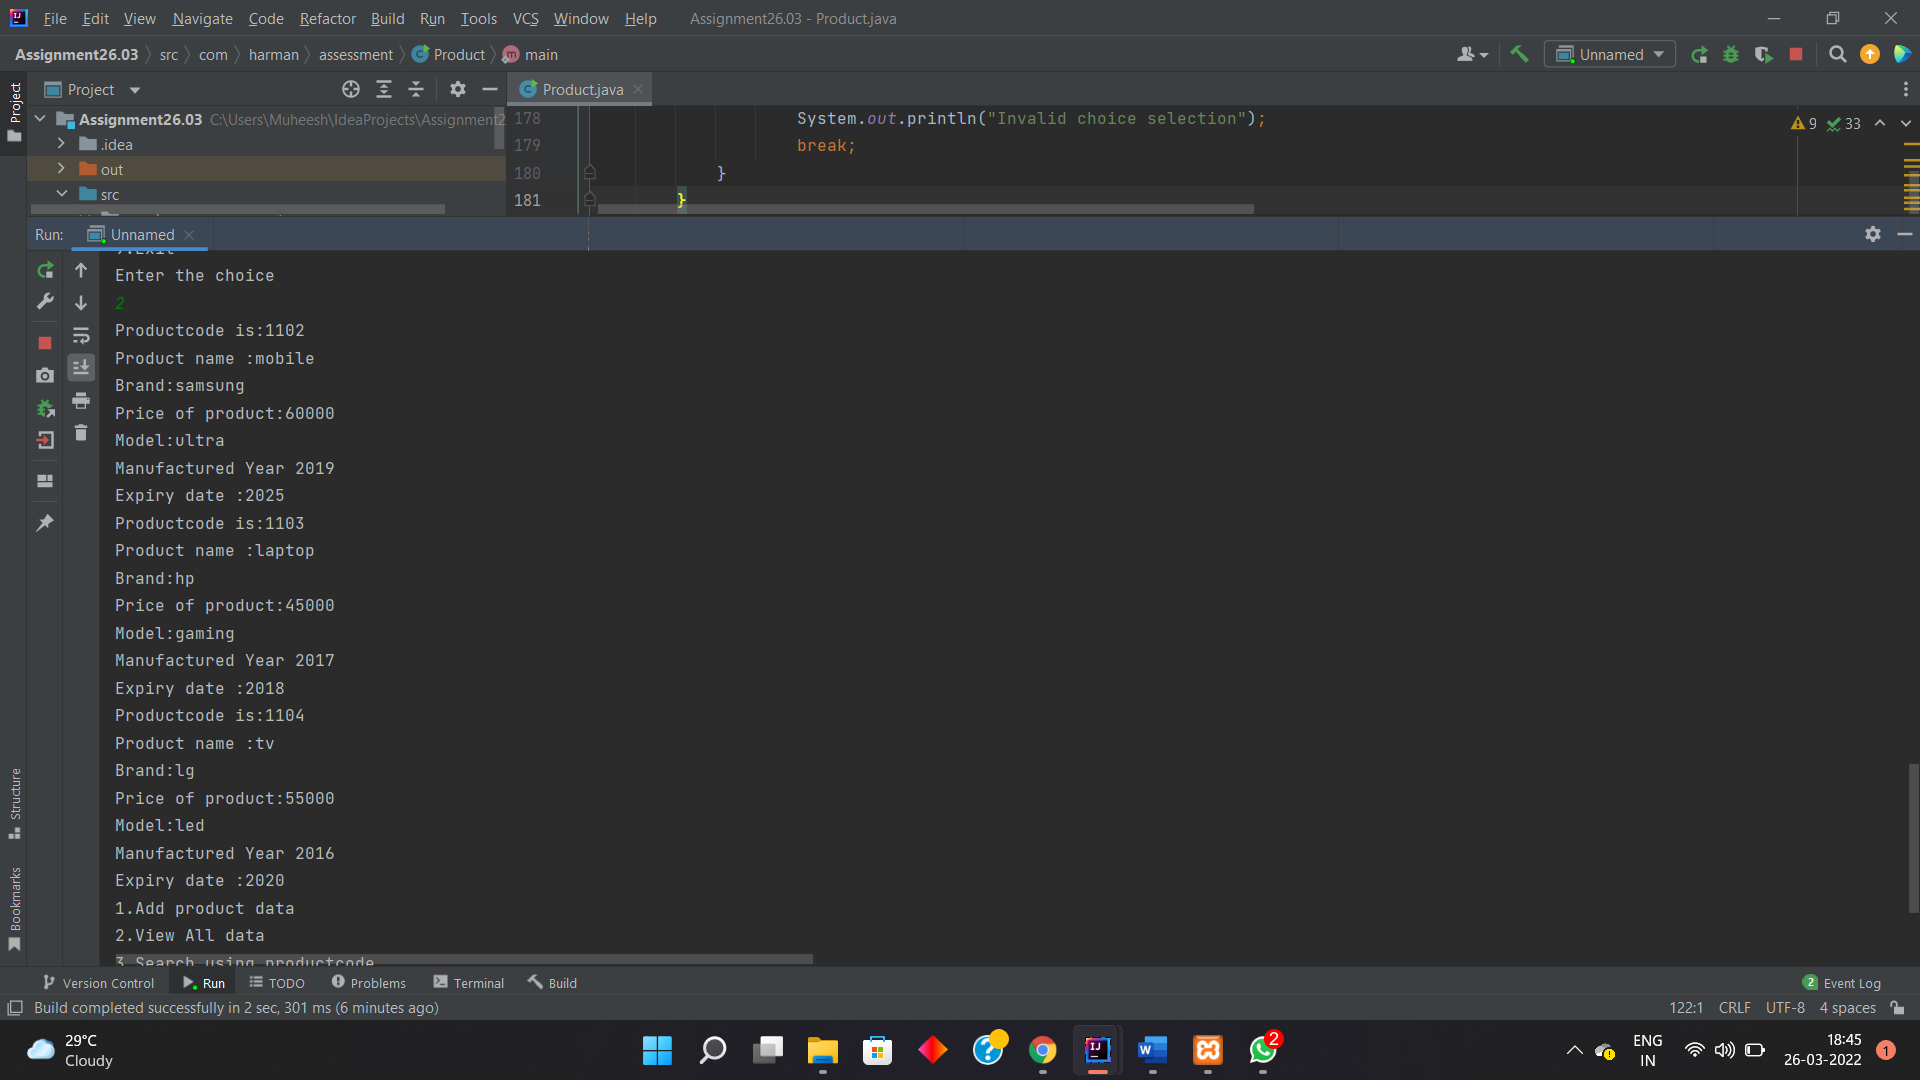 File Edit View Navigate Code Refactor Build Run Tools VCS Window Help Assignment26.03 - Product.java
Assignment26.03 src com harman assessment Product main
Unnamed
Project
Project
Product.java
Assignment26.03 C:\Users\Muheesh\IdeaProjects\Assignment2
.idea
out
src
178 System.out.println("Invalid choice selection");
179 break;
180 }
181 }
9 33
Run: Unnamed
Enter the choice
2
Productcode is:1102
Product name :mobile
Brand:samsung
Price of product:60000
Model:ultra
Manufactured Year 2019
Expiry date :2025
Productcode is:1103
Product name :laptop
Brand:hp
Price of product:45000
Model:gaming
Manufactured Year 2017
Expiry date :2018
Productcode is:1104
Product name :tv
Brand:lg
Price of product:55000
Model:led
Manufactured Year 2016
Expiry date :2020
1.Add product data
2.View All data
3.Search using productcode
Structure
Bookmarks
Version Control Run TODO Problems Terminal Build 2 Event Log
Build completed successfully in 2 sec, 301 ms (6 minutes ago) 122:1 CRLF UTF-8 4 spaces
29°C
Cloudy
2
ENG
IN
18:45
26-03-2022
1